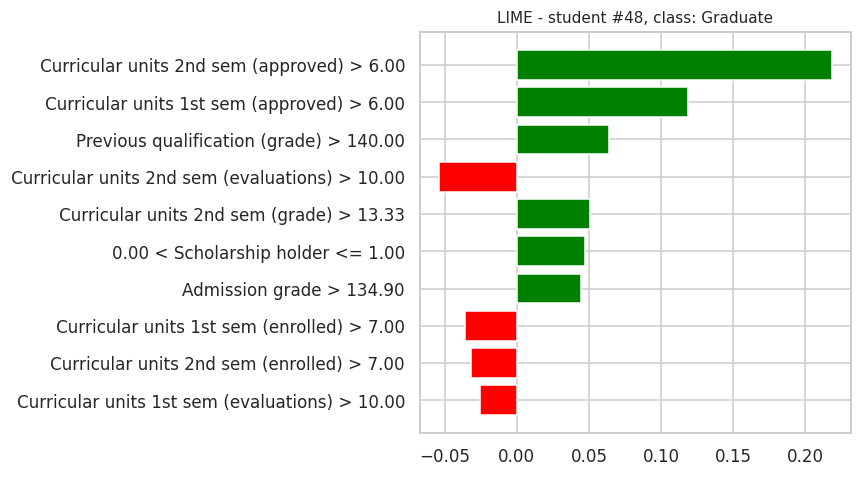 LIME - student #48, class: Graduate
Curricular units 2nd sem (approved) > 6.00
Curricular units 1st sem (approved) > 6.00
Previous qualification (grade) > 140.00
Curricular units 2nd sem (evaluations) > 10.00
Curricular units 2nd sem (grade) > 13.33
0.00 < Scholarship holder <= 1.00
Admission grade > 134.90
Curricular units 1st sem (enrolled) > 7.00
Curricular units 2nd sem (enrolled) > 7.00
Curricular units 1st sem (evaluations) > 10.00
−0.05 0.00 0.05 0.10 0.15 0.20